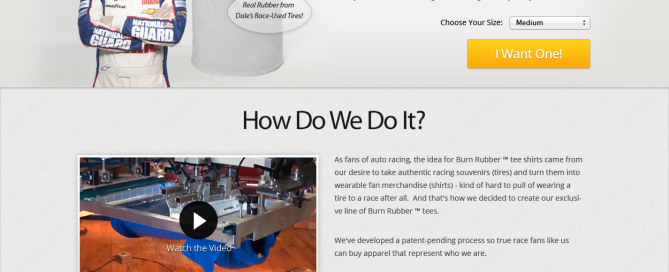 Real Rubber from
Dale's Race-Used Tires!
Choose Your Size: Medium
I Want One!
NATIONAL
GUARD
NATIONAL
GUARD
How Do We Do It?
As fans of auto racing, the idea for Burn Rubber ™ tee shirts came from
our desire to take authentic racing souvenirs (tires) and turn them into
wearable fan merchandise (shirts) - kind of hard to pull of wearing a
tire to a race after all. And that's how we decided to create our exclusi-
ve line of Burn Rubber ™ tees.
Watch the Video
We've developed a patent-pending process so true race fans like us
can buy apparel that represent who we are.